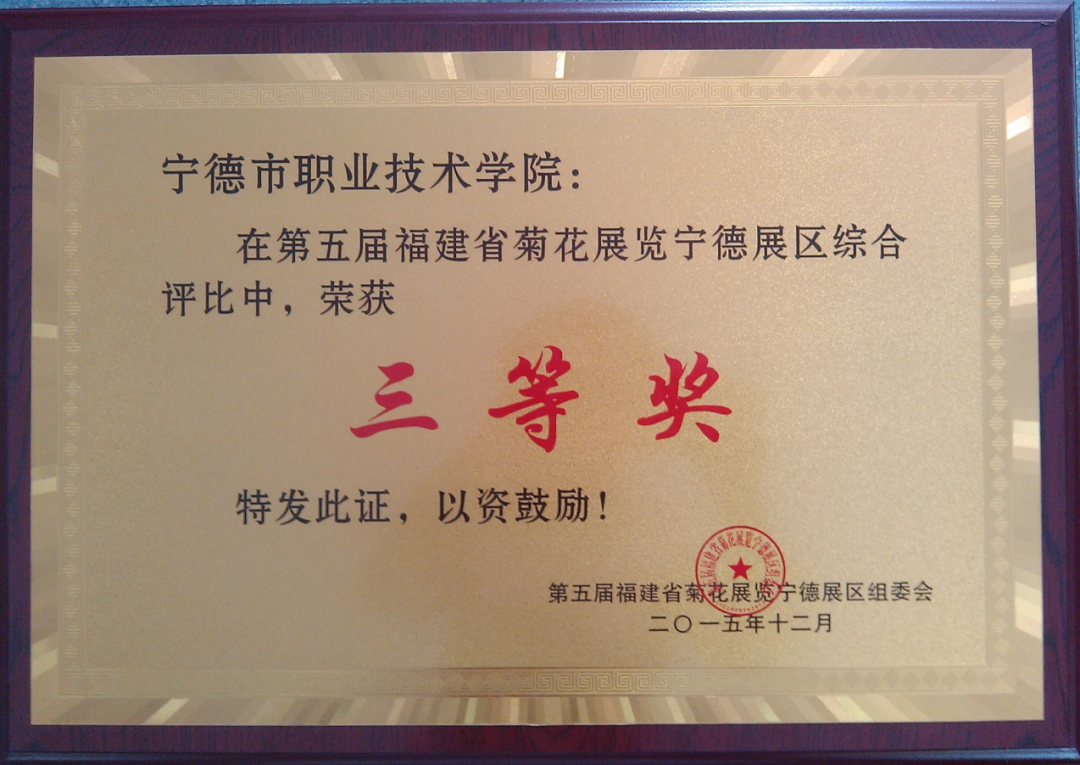 宁德市职业技术学院：
在第五届福建省菊花展览宁德展区综合
评比中，荣获
三等奖
特发此证，以资鼓励！
第五届福建省菊花展览宁德展区组委会
二〇一五年十二月